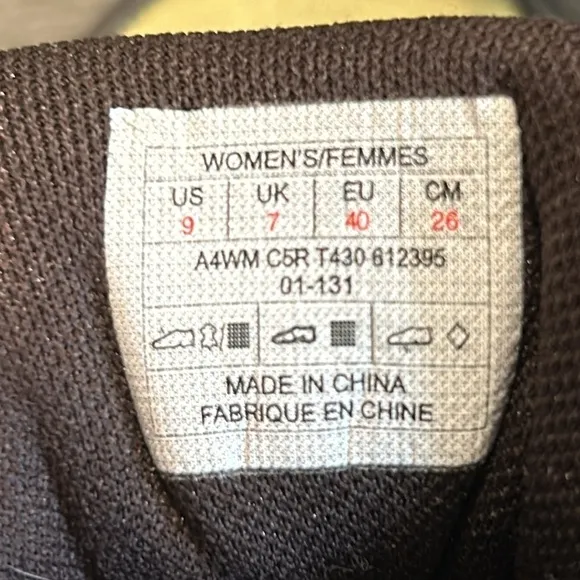 WOMEN'S/FEMMES
US UK EU CM
9 7 40 26
A4WM C5R T430 612395
01-131
MADE IN CHINA
FABRIQUE EN CHINE